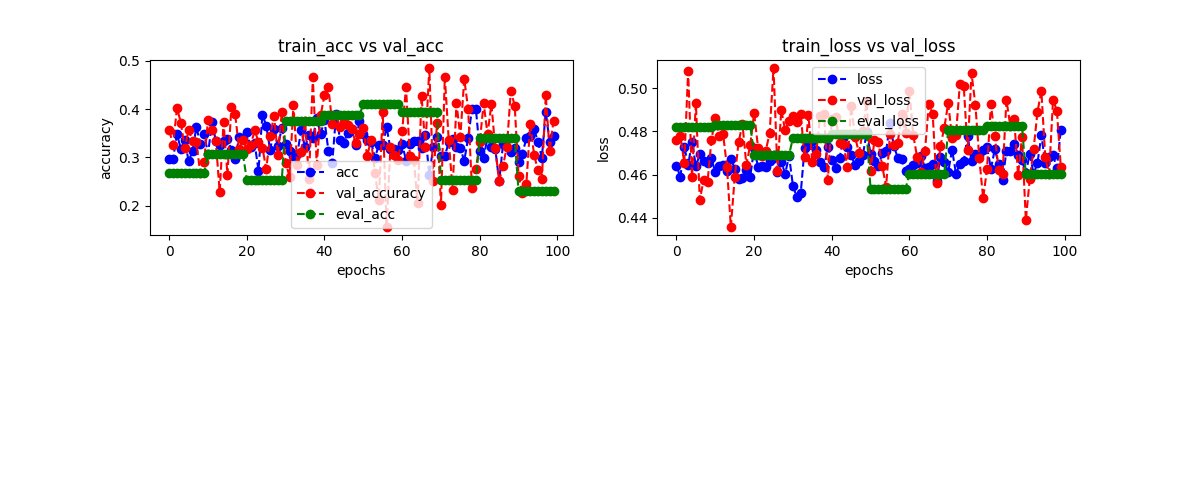 train_acc vs val_acc
0.5
0.4
0.3
0.2
accuracy
acc
val_accuracy
eval_acc
0 20 40 60 80 100
epochs
train_loss vs val_loss
0.50
0.48
0.46
0.44
loss
loss
val_loss
eval_loss
0 20 40 60 80 100
epochs